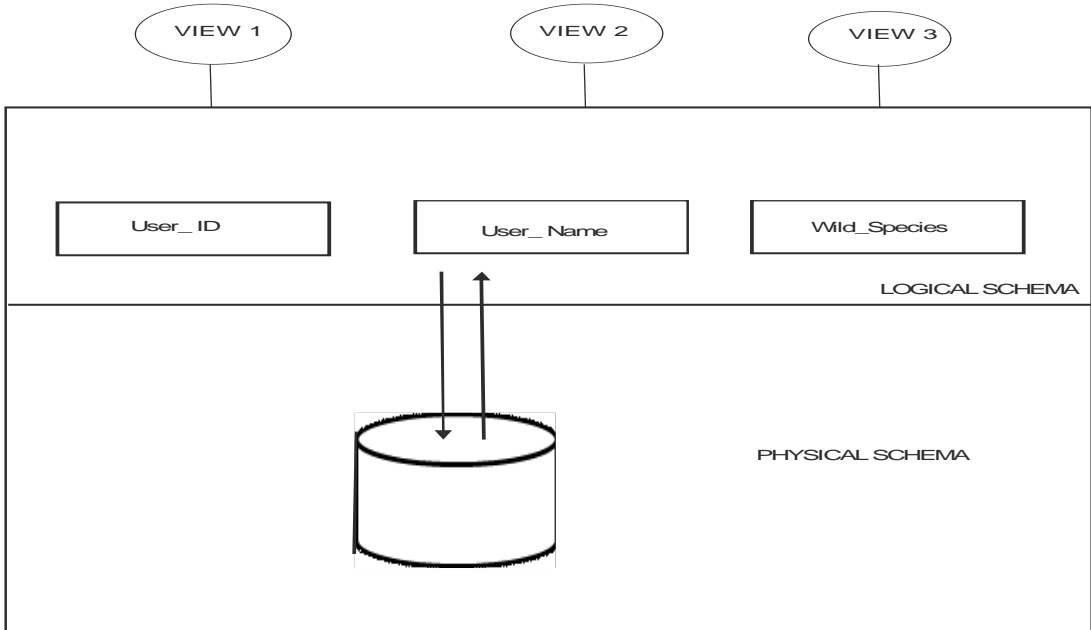 VIEW 1
VIEW 2
VIEW 3
User_ ID
User_ Name
Wild_Species
LOGICAL SCHEMA
PHYSICAL SCHEMA